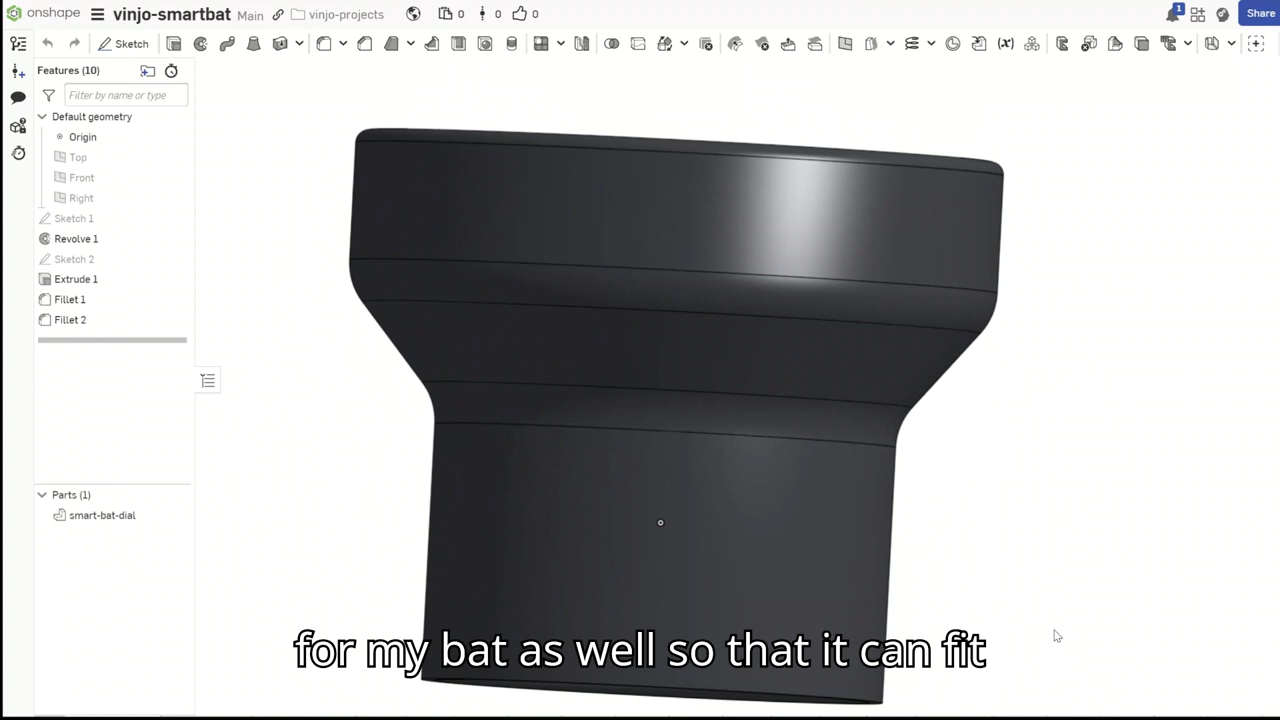 onshape
vinjo-smartbat Main vinjo-projects 0 0 0 1 Share
Sketch (x)
Features (10)
Filter by name or type
Default geometry
Origin
Top
Front
Right
Sketch 1
Revolve 1
Sketch 2
Extrude 1
Fillet 1
Fillet 2
Parts (1)
smart-bat-dial
for my bat as well so that it can fit